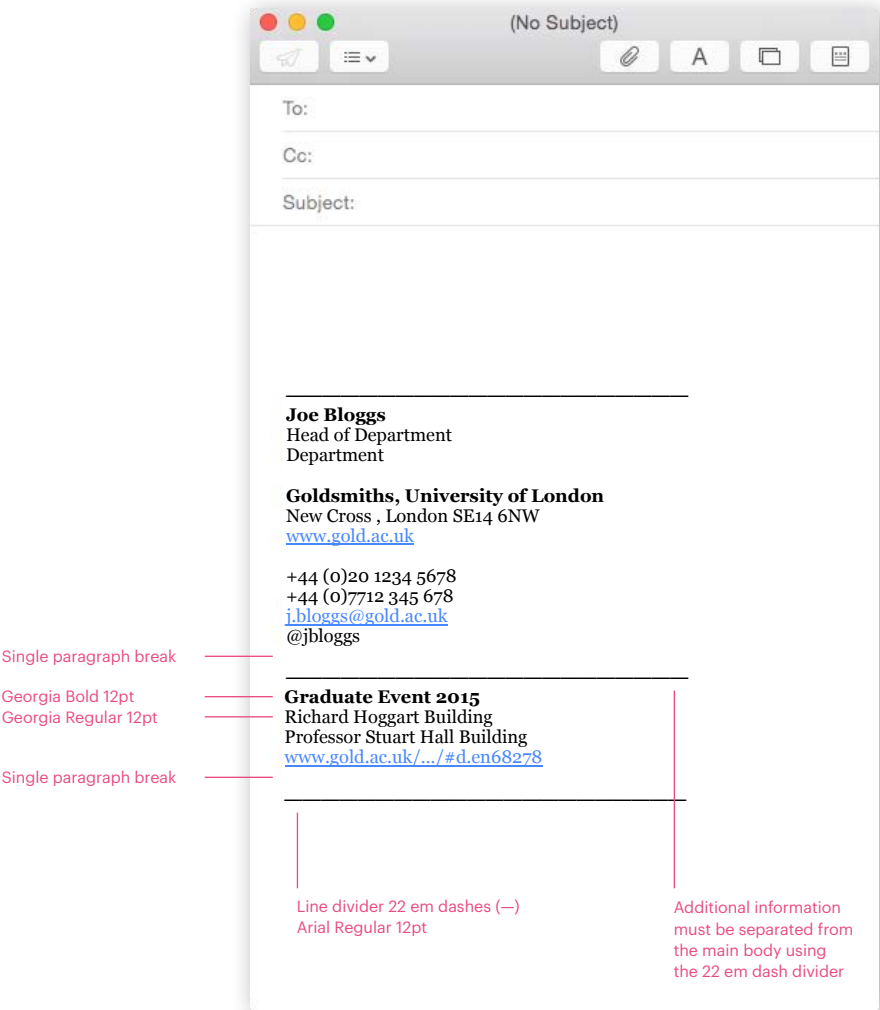 (No Subject)
A
To:
Cc:
Subject:
Joe Bloggs
Head of Department
Department
Goldsmiths, University of London
New Cross , London SE14 6NW
www.gold.ac.uk
+44 (0)20 1234 5678
+44 (0)7712 345 678
j.bloggs@gold.ac.uk
@jbloggs
Single paragraph break
Georgia Bold 12pt
Graduate Event 2015
Georgia Regular 12pt
Richard Hoggart Building
Professor Stuart Hall Building
www.gold.ac.uk/.../#d.en68278
Single paragraph break
Line divider 22 em dashes (—)
Arial Regular 12pt
Additional information
must be separated from
the main body using
the 22 em dash divider